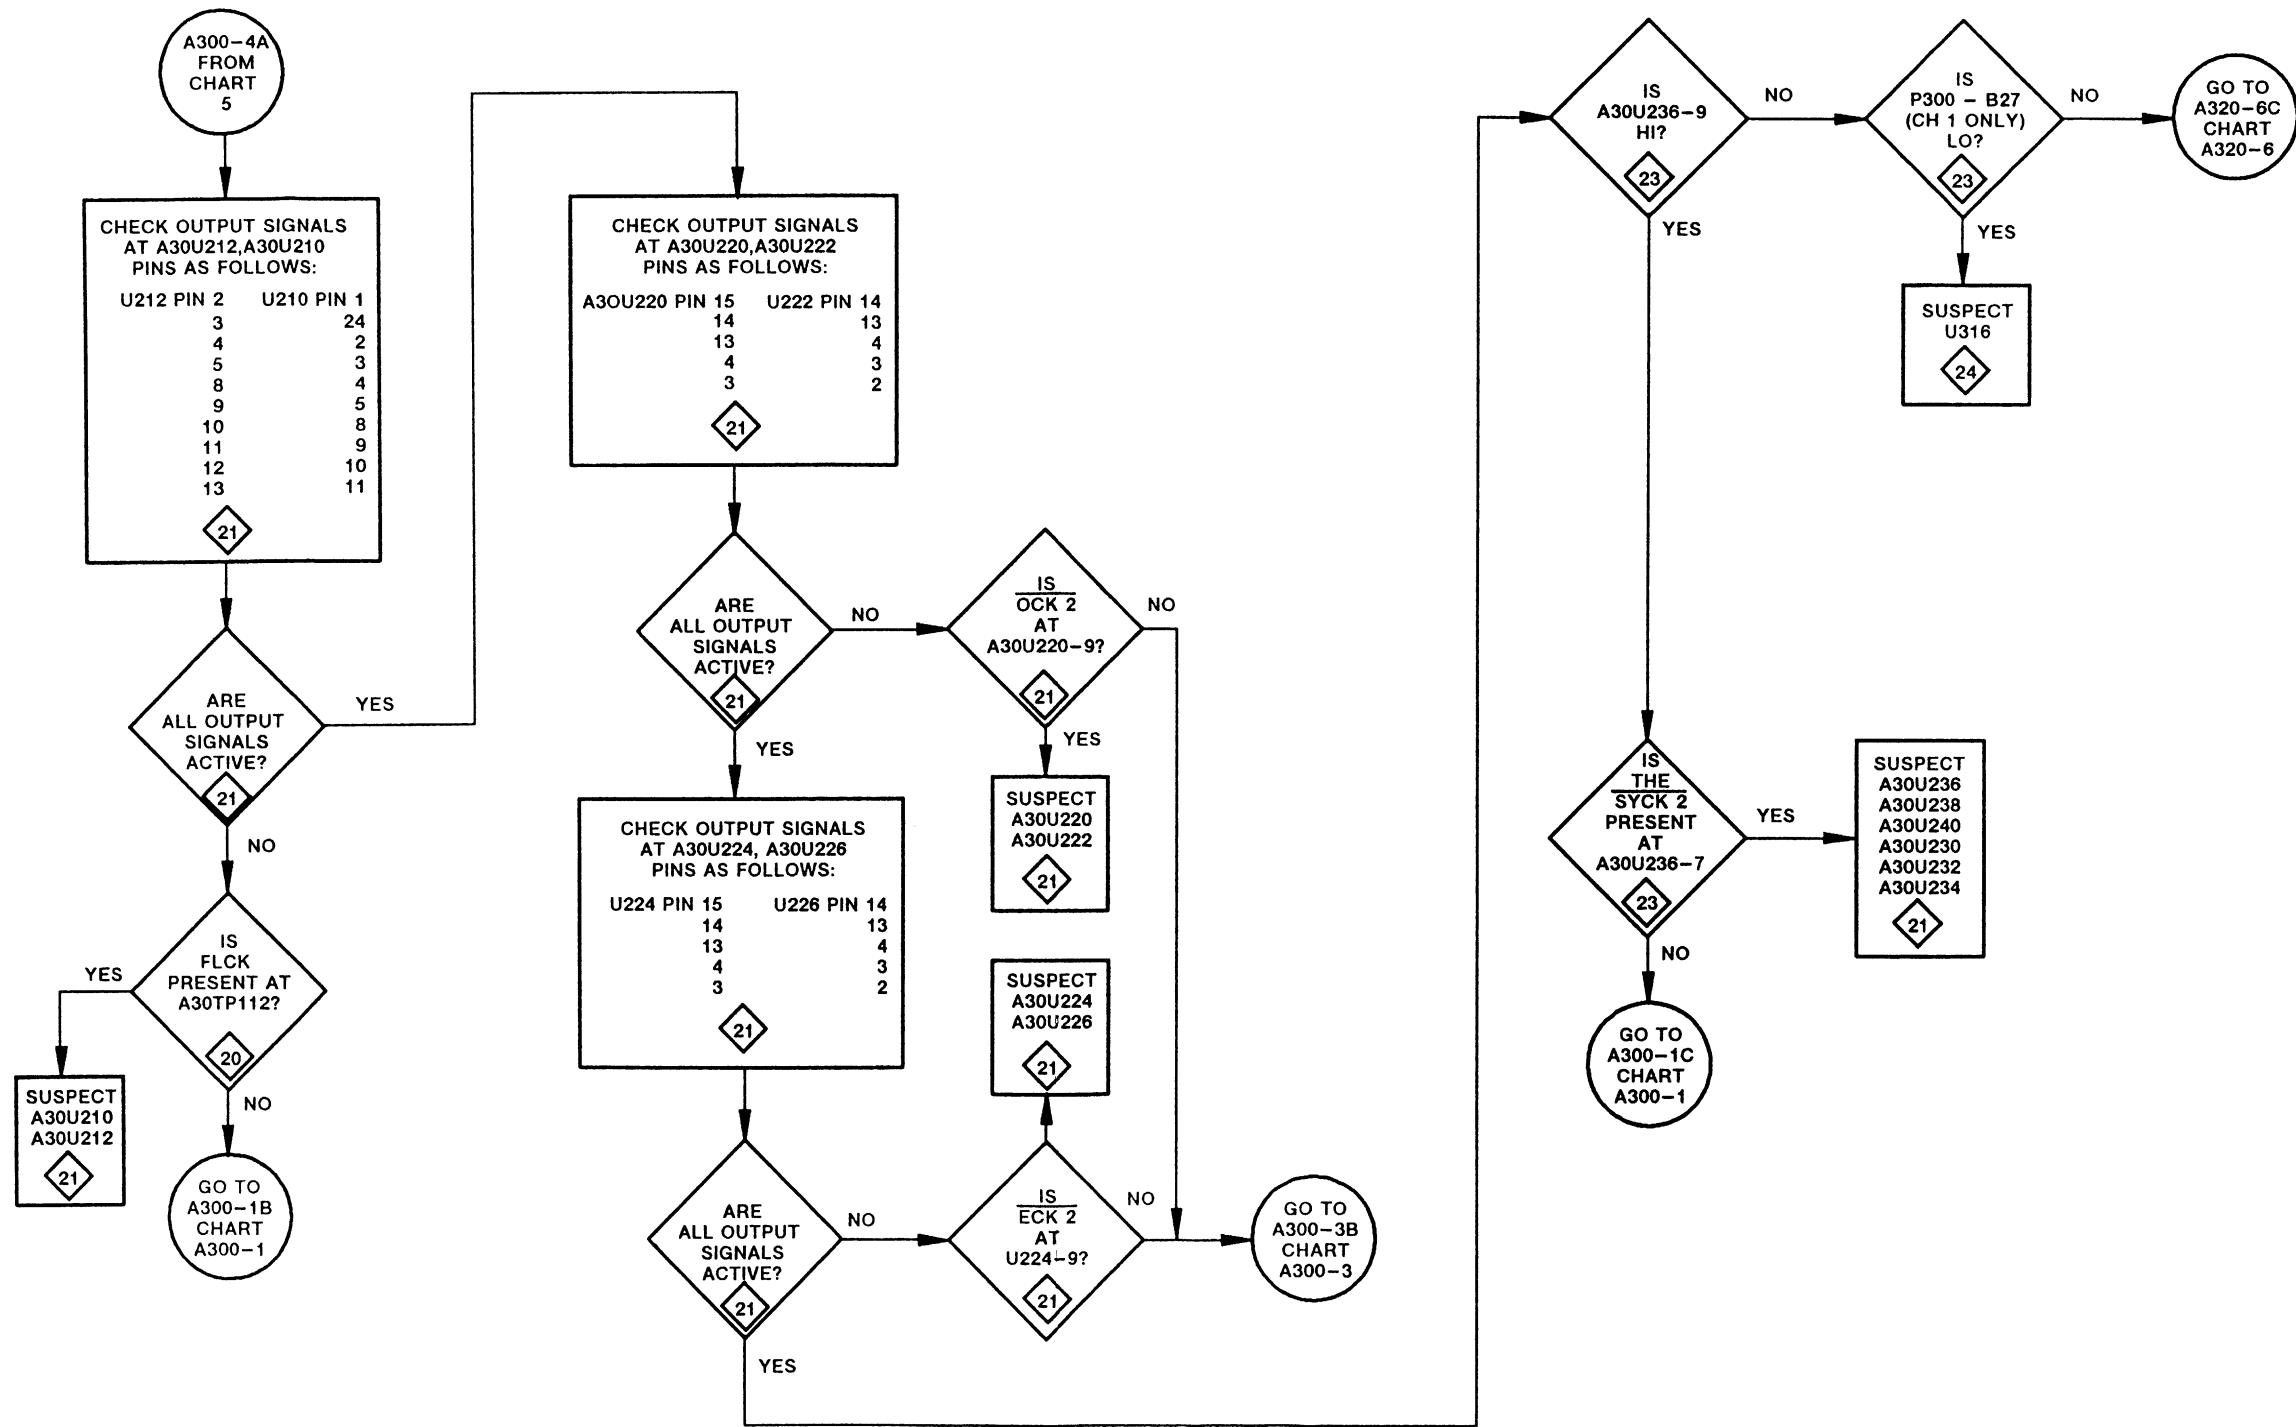 A300-4A
FROM
CHART
5
CHECK OUTPUT SIGNALS
AT A30U212,A30U210
PINS AS FOLLOWS:
U212 PIN 2 U210 PIN 1
3 24
4 2
5 3
8 4
9 5
10 8
11 9
12 10
13 11
21
ARE
ALL OUTPUT
SIGNALS
ACTIVE?
21
YES
NO
IS
FLCK
PRESENT AT
A30TP112?
20
YES
NO
SUSPECT
A30U210
A30U212
21
GO TO
A300-1B
CHART
A300-1
CHECK OUTPUT SIGNALS
AT A30U220,A30U222
PINS AS FOLLOWS:
A3OU220 PIN 15 U222 PIN 14
14 13
13 4
4 3
3 2
21
ARE
ALL OUTPUT
SIGNALS
ACTIVE?
21
NO
YES
IS
OCK 2
AT
A30U220-9?
21
NO
YES
SUSPECT
A30U220
A30U222
21
CHECK OUTPUT SIGNALS
AT A30U224, A30U226
PINS AS FOLLOWS:
U224 PIN 15 U226 PIN 14
14 13
13 4
4 3
3 2
21
SUSPECT
A30U224
A30U226
21
ARE
ALL OUTPUT
SIGNALS
ACTIVE?
21
NO
YES
IS
ECK 2
AT
U224-9?
21
NO
GO TO
A300-3B
CHART
A300-3
IS
A30U236-9
HI?
23
NO
YES
IS
P300 - B27
(CH 1 ONLY)
LO?
23
NO
YES
GO TO
A320-6C
CHART
A320-6
SUSPECT
U316
24
IS
THE
SYCK 2
PRESENT
AT
A30U236-7
23
YES
NO
SUSPECT
A30U236
A30U238
A30U240
A30U230
A30U232
A30U234
21
GO TO
A300-1C
CHART
A300-1